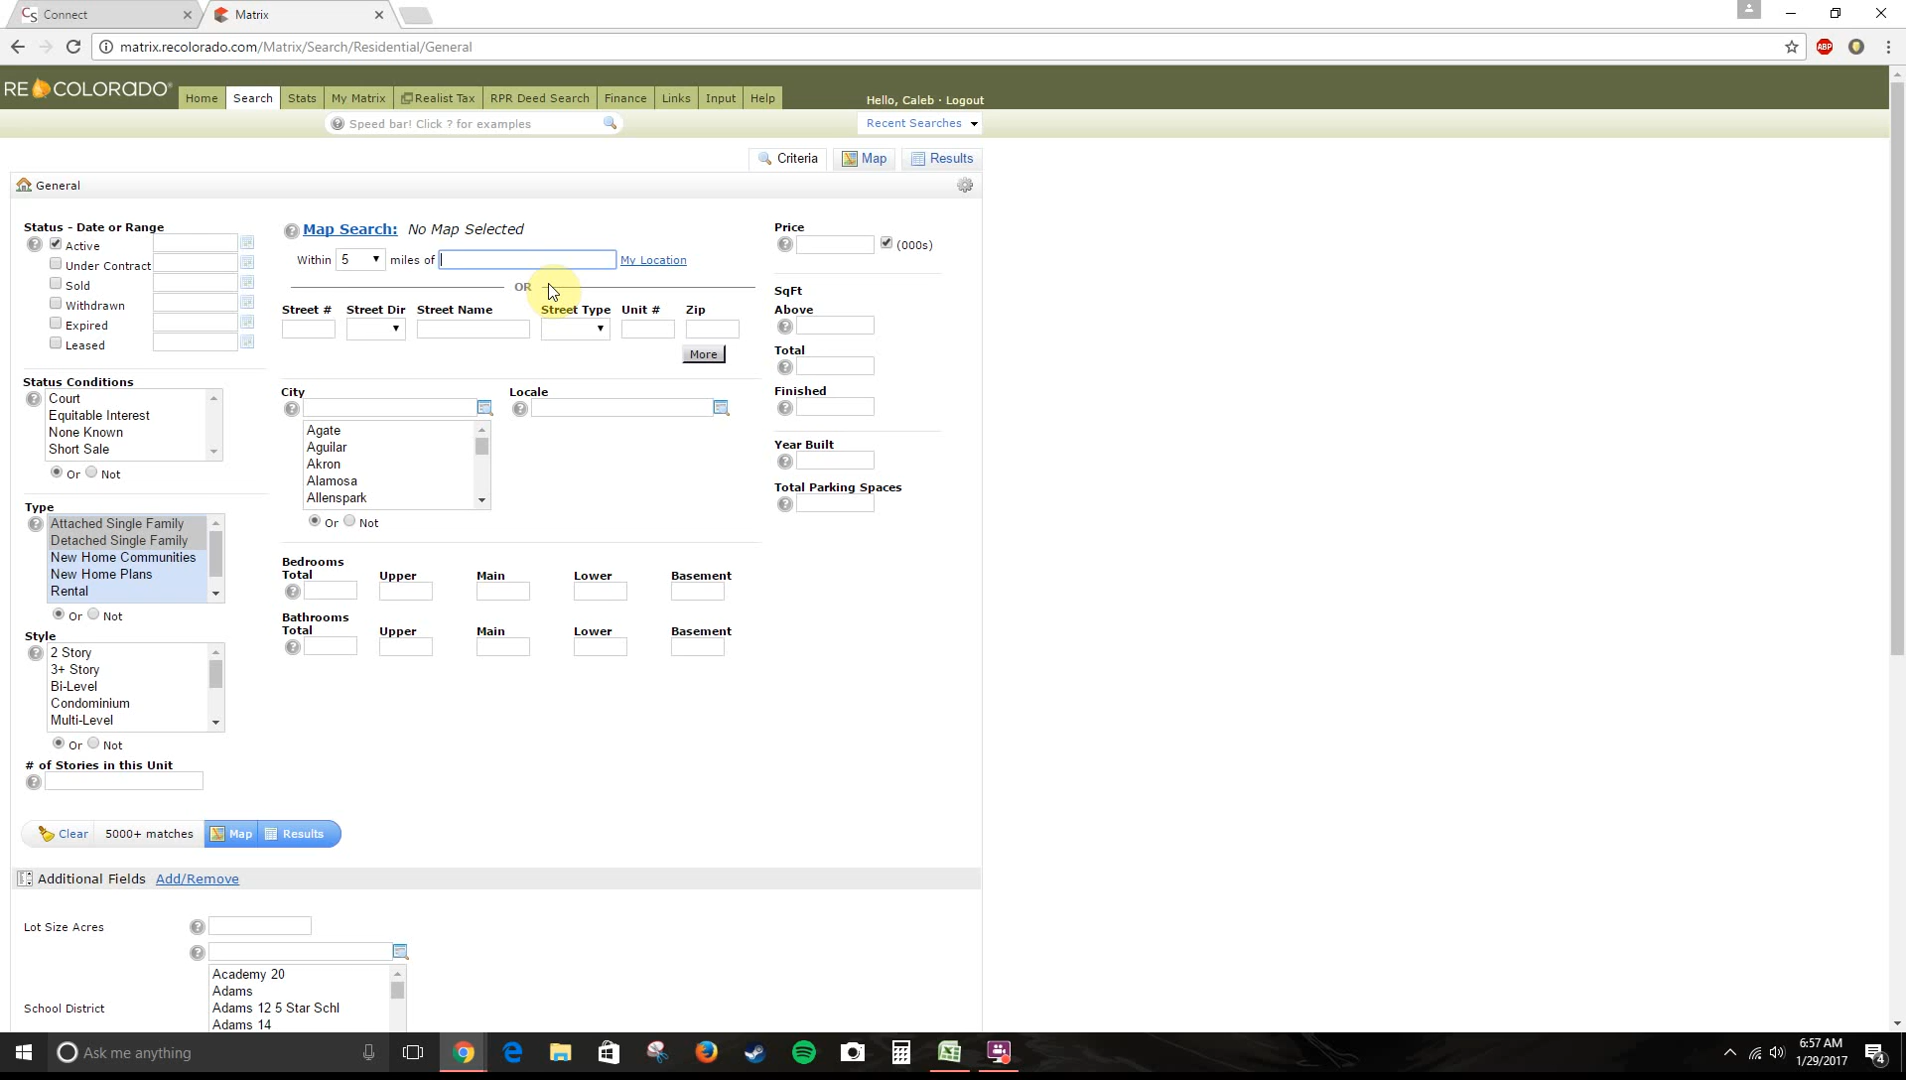 Connect
Matrix
matrix.recolorado.com/Matrix/Search/Residential/General
ABP
RE COLORADO
Home Search Stats My Matrix Realist Tax RPR Deed Search Finance Links Input Help
Hello, Caleb · Logout
Speed bar! Click ? for examples
Recent Searches
Criteria Map Results
General
Status - Date or Range
Active
Under Contract
Sold
Withdrawn
Expired
Leased
Map Search: No Map Selected
Within 5 miles of My Location
OR
Street # Street Dir Street Name Street Type Unit # Zip
More
Price
(000s)
SqFt
Above
Total
Finished
Year Built
Total Parking Spaces
Status Conditions
Court
Equitable Interest
None Known
Short Sale
Or Not
City
Locale
Agate
Aguilar
Akron
Alamosa
Allenspark
Or Not
Type
Attached Single Family
Detached Single Family
New Home Communities
New Home Plans
Rental
Or Not
Bedrooms
Total Upper Main Lower Basement
Bathrooms
Total Upper Main Lower Basement
Style
2 Story
3+ Story
Bi-Level
Condominium
Multi-Level
Or Not
# of Stories in this Unit
Clear 5000+ matches Map Results
Additional Fields Add/Remove
Lot Size Acres
School District
Academy 20
Adams
Adams 12 5 Star Schl
Adams 14
Ask me anything
6:57 AM
1/29/2017
4